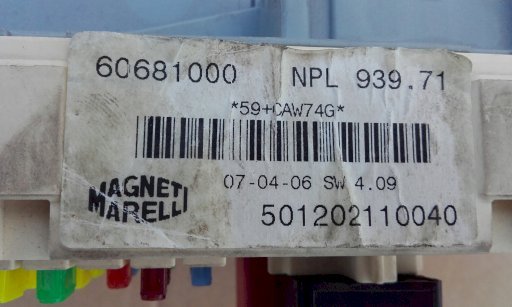 60681000 NPL 939.71
*59+CAW74G*
07-04-06 SW 4.09
MAGNETI
MARELLI
501202110040